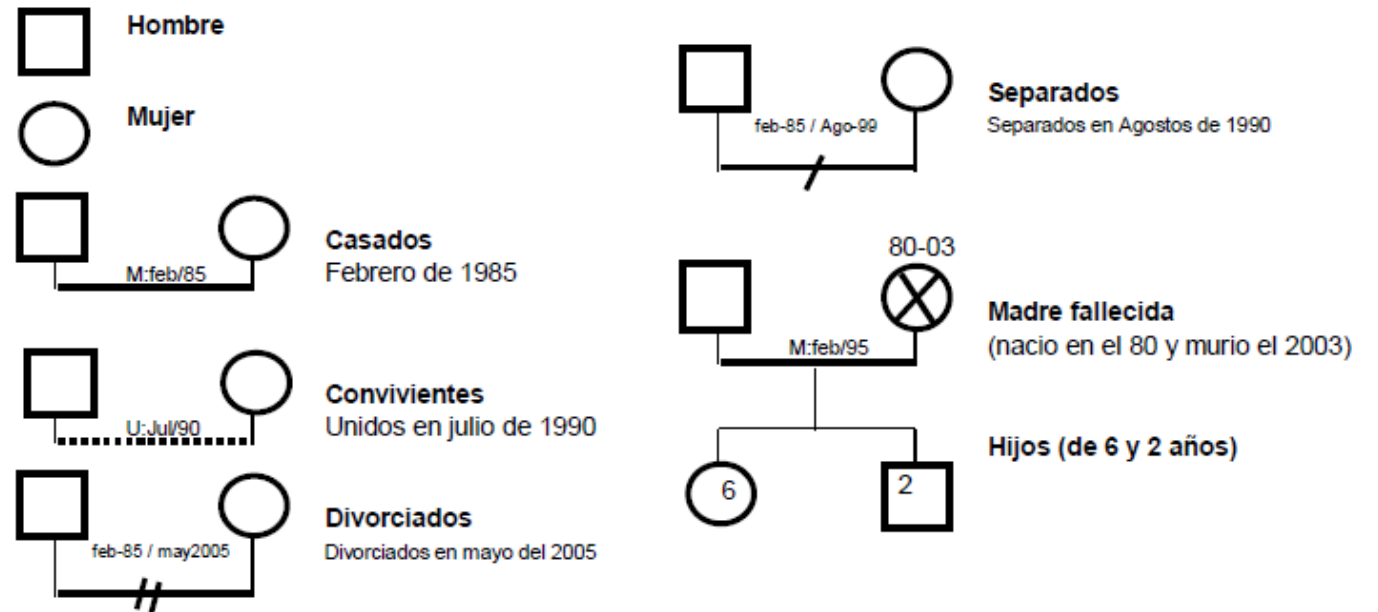 Hombre
Mujer
M:feb/85
Casados
Febrero de 1985
U:Jul/90
Convivientes
Unidos en julio de 1990
feb-85 / may2005
Divorciados
Divorciados en mayo del 2005
feb-85 / Ago-99
Separados
Separados en Agostos de 1990
80-03
M:feb/95
Madre fallecida
(nacio en el 80 y murio el 2003)
Hijos (de 6 y 2 años)
6
2